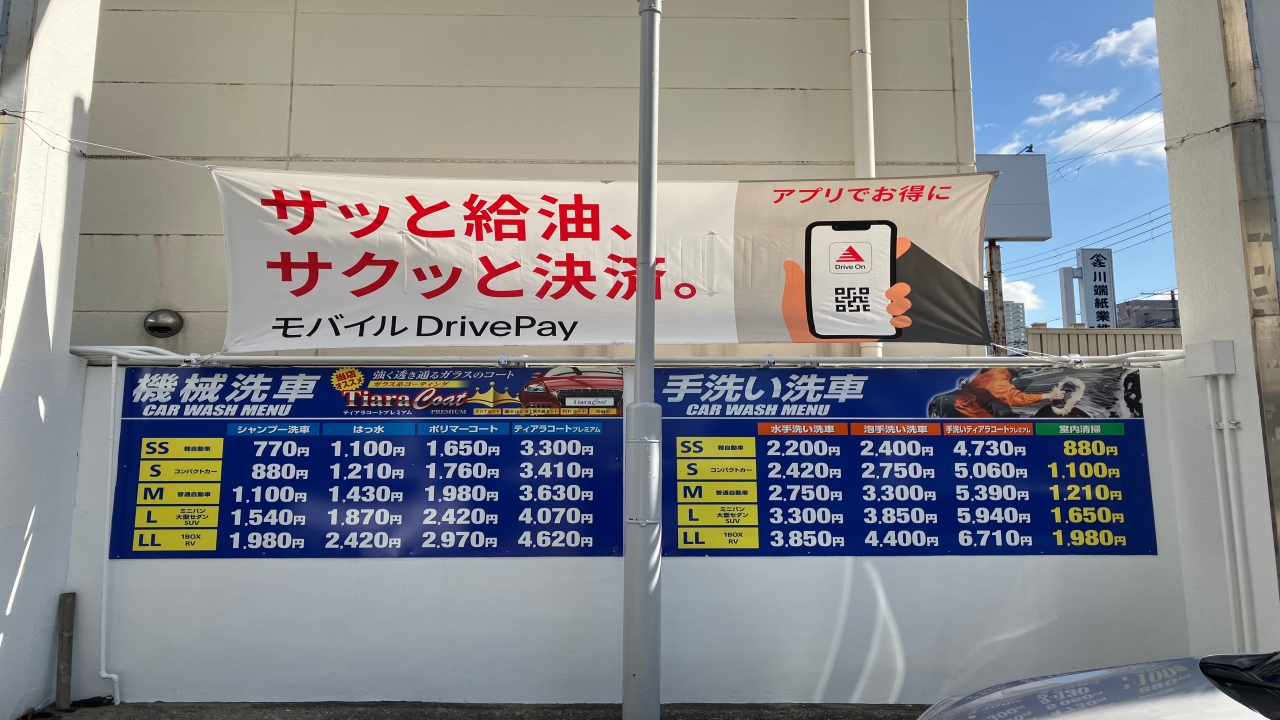 サッと給油、
サクッと決済。
モバイル DrivePay
アプリでお得に
Drive On
川端紙業
機械洗車
CAR WASH MENU
当店オススメ
強く透き通るガラスのコート
ガラス系コーティング
Tiara Coat
ティアラコートプレミアム PREMIUM
TiaraCoat
シャンプー洗車 はっ水 ポリマーコート ティアラコートプレミアム
SS 軽自動車 770円 1,100円 1,650円 3,300円
S コンパクトカー 880円 1,210円 1,760円 3,410円
M 普通自動車 1,100円 1,430円 1,980円 3,630円
L ミニバン 大型セダン SUV 1,540円 1,870円 2,420円 4,070円
LL 1BOX RV 1,980円 2,420円 2,970円 4,620円
手洗い洗車
CAR WASH MENU
水手洗い洗車 泡手洗い洗車 手洗いティアラコートプレミアム 室内清掃
SS 軽自動車 2,200円 2,400円 4,730円 880円
S コンパクトカー 2,420円 2,750円 5,060円 1,100円
M 普通自動車 2,750円 3,300円 5,390円 1,210円
L ミニバン 大型セダン SUV 3,300円 3,850円 5,940円 1,650円
LL 1BOX RV 3,850円 4,400円 6,710円 1,980円